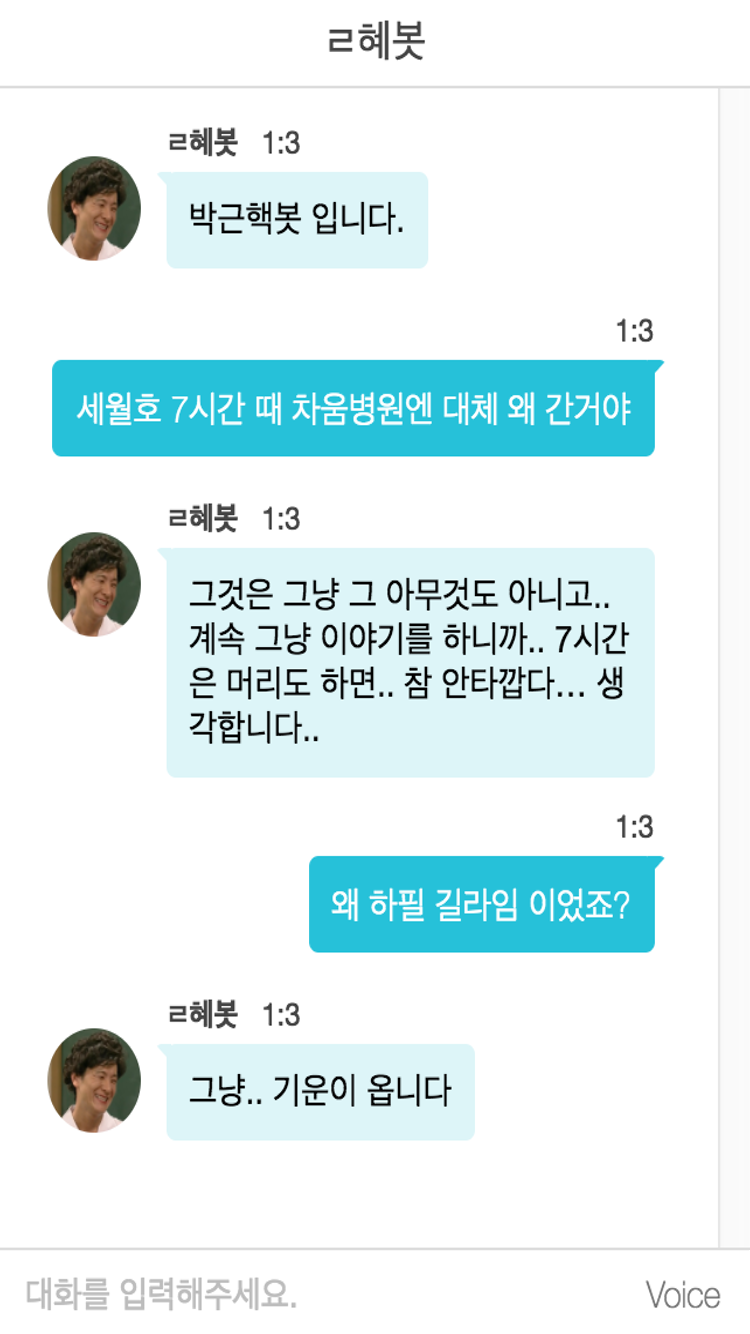 ㄹ혜봇
ㄹ혜봇 1:3
박근핵봇 입니다.
1:3
세월호 7시간 때 차움병원엔 대체 왜 간거야
ㄹ혜봇 1:3
그것은 그냥 그 아무것도 아니고..
계속 그냥 이야기를 하니까.. 7시간
은 머리도 하면.. 참 안타깝다... 생
각합니다..
1:3
왜 하필 길라임 이었죠?
ㄹ혜봇 1:3
그냥.. 기운이 옵니다
대화를 입력해주세요. Voice